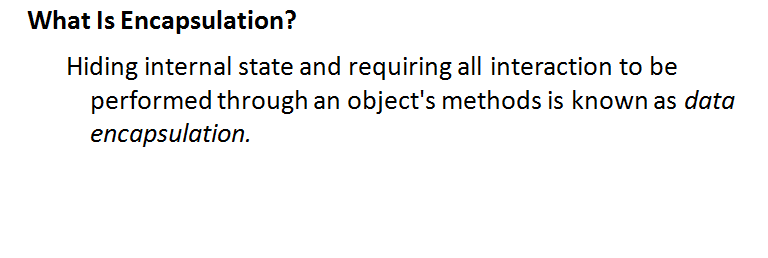 What Is Encapsulation?
Hiding internal state and requiring all interaction to be
performed through an object's methods is known as data
encapsulation.